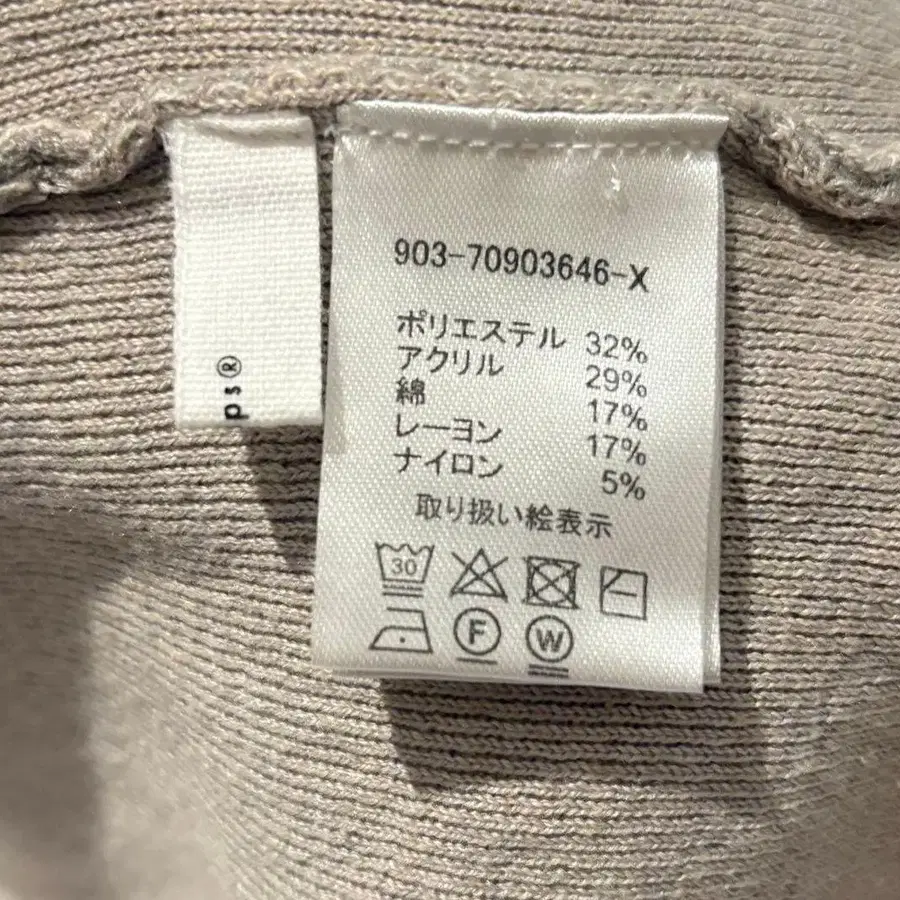 903-70903646-X
ポリエステル 32%
アクリル 29%
綿 17%
レーヨン 17%
ナイロン 5%
取り扱い絵表示
30
F
W
ps®